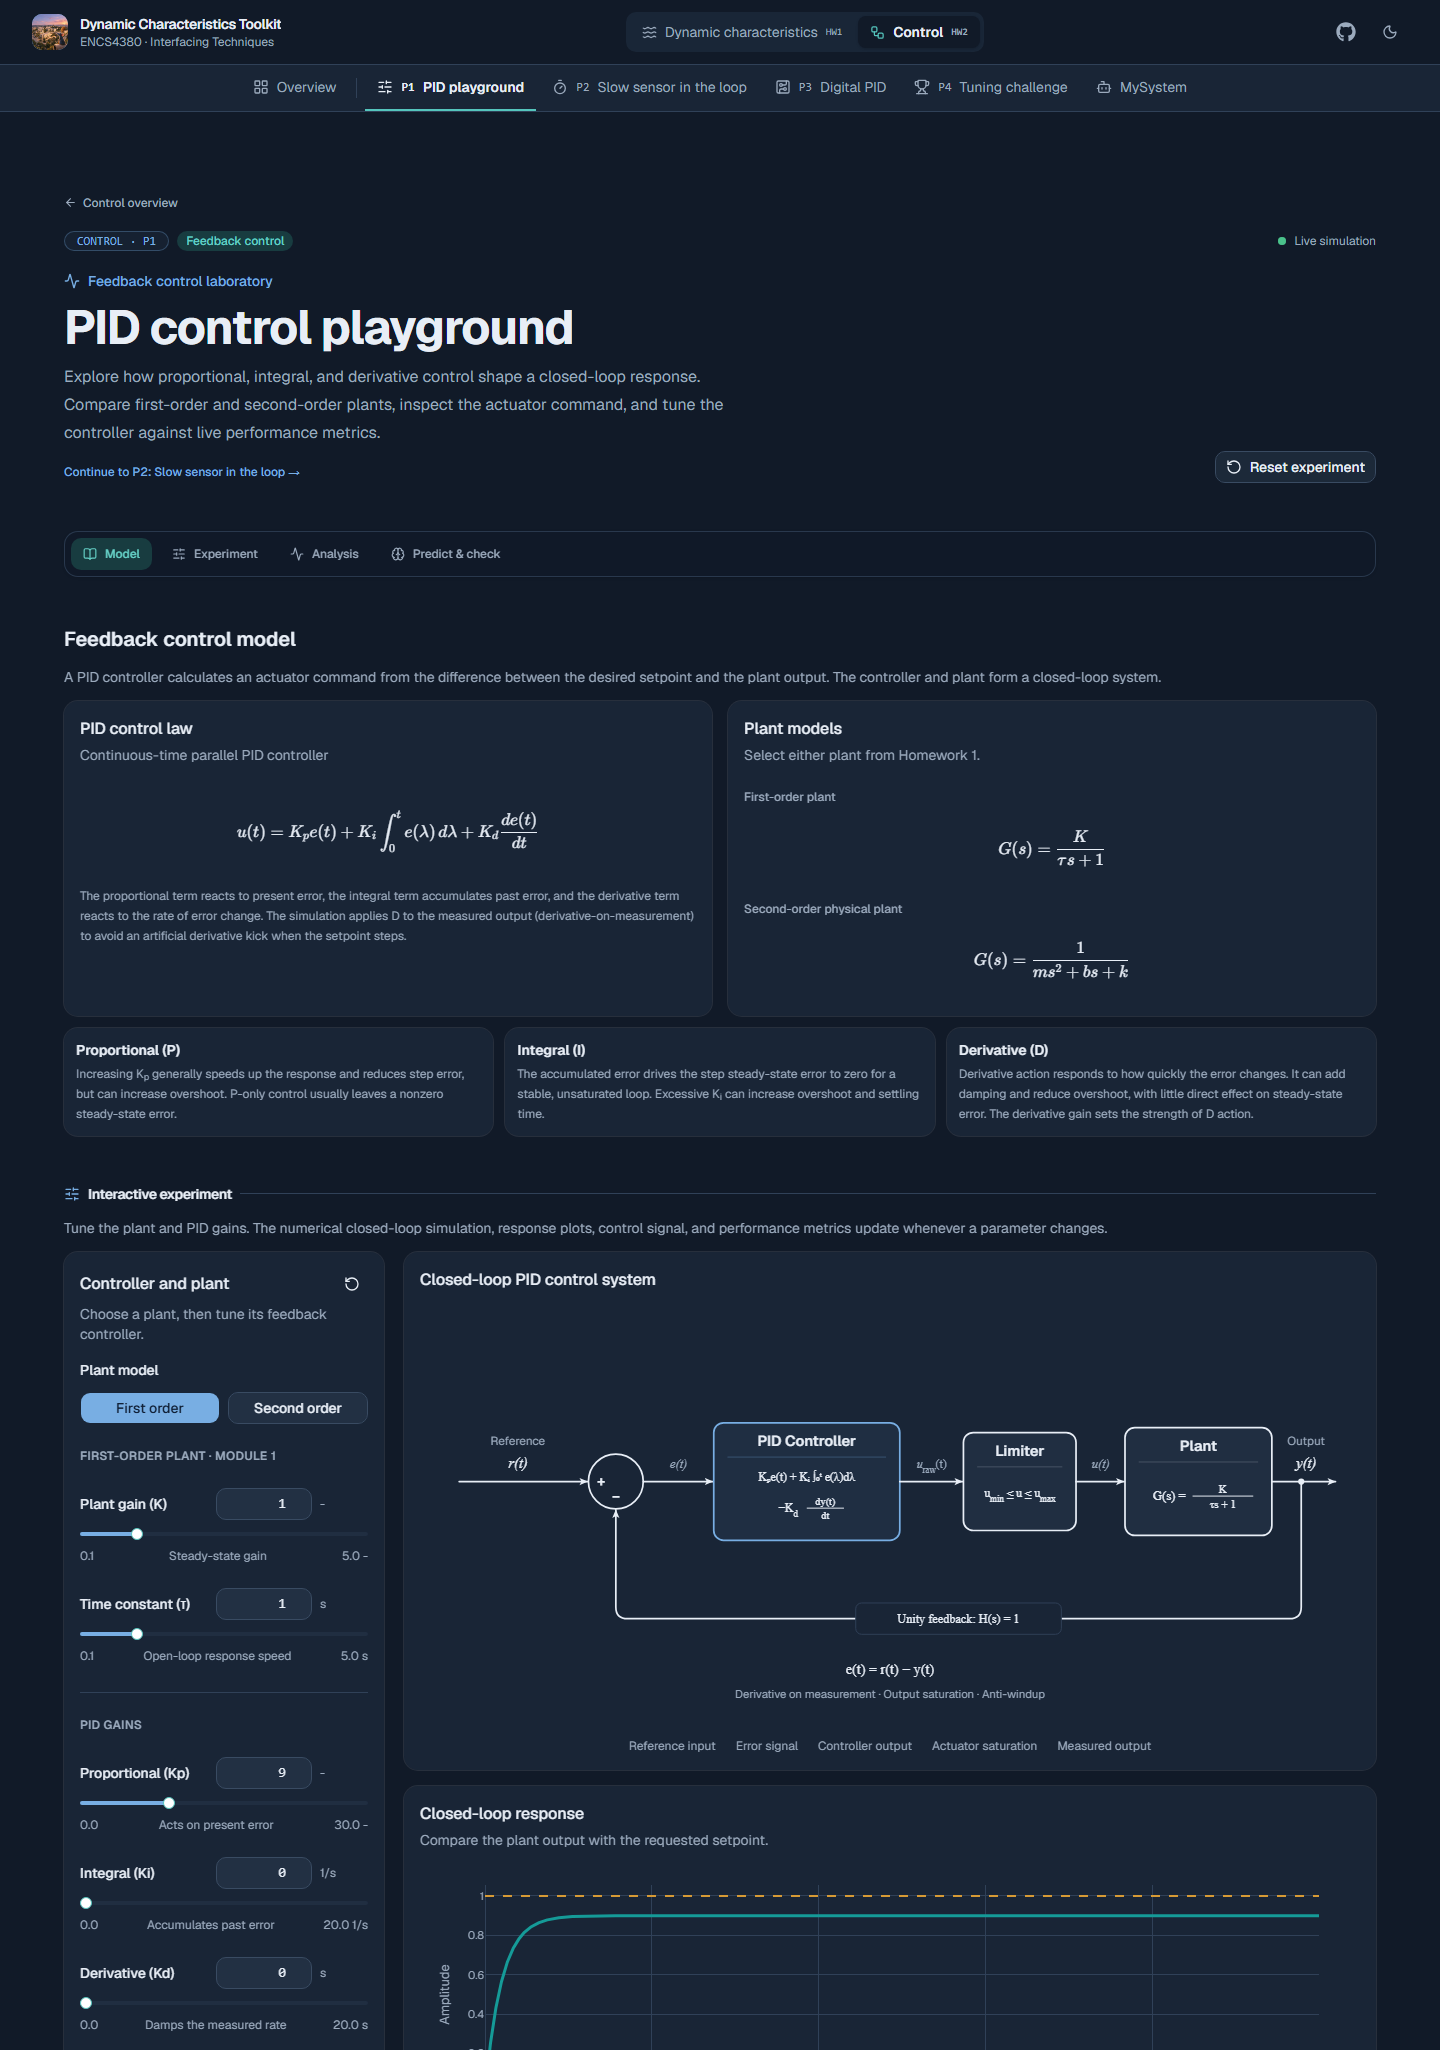 Dynamic Characteristics Toolkit
ENCS4380 · Interfacing Techniques
Dynamic characteristics HW1
Control HW2
Overview
P1 PID playground
P2 Slow sensor in the loop
P3 Digital PID
P4 Tuning challenge
MySystem
← Control overview
CONTROL · P1
Feedback control
Live simulation
Feedback control laboratory
PID control playground
Explore how proportional, integral, and derivative control shape a closed-loop response.
Compare first-order and second-order plants, inspect the actuator command, and tune the
controller against live performance metrics.
Continue to P2: Slow sensor in the loop →
Reset experiment
Model
Experiment
Analysis
Predict & check
Feedback control model
A PID controller calculates an actuator command from the difference between the desired setpoint and the plant output. The controller and plant form a closed-loop system.
PID control law
Continuous-time parallel PID controller
u(t) = K_p e(t) + K_i ∫_0^t e(λ) dλ + K_d de(t)/dt
The proportional term reacts to present error, the integral term accumulates past error, and the derivative term
reacts to the rate of error change. The simulation applies D to the measured output (derivative-on-measurement)
to avoid an artificial derivative kick when the setpoint steps.
Plant models
Select either plant from Homework 1.
First-order plant
G(s) = K/(τs + 1)
Second-order physical plant
G(s) = 1/(ms² + bs + k)
Proportional (P)
Increasing Kp generally speeds up the response and reduces step error,
but can increase overshoot. P-only control usually leaves a nonzero
steady-state error.
Integral (I)
The accumulated error drives the step steady-state error to zero for a
stable, unsaturated loop. Excessive Ki can increase overshoot and settling
time.
Derivative (D)
Derivative action responds to how quickly the error changes. It can add
damping and reduce overshoot, with little direct effect on steady-state
error. The derivative gain sets the strength of D action.
Interactive experiment
Tune the plant and PID gains. The numerical closed-loop simulation, response plots, control signal, and performance metrics update whenever a parameter changes.
Controller and plant
Choose a plant, then tune its feedback
controller.
Plant model
First order
Second order
FIRST-ORDER PLANT · MODULE 1
Plant gain (K) 1 -
0.1 Steady-state gain 5.0 -
Time constant (τ) 1 s
0.1 Open-loop response speed 5.0 s
PID GAINS
Proportional (Kp) 9 -
0.0 Acts on present error 30.0 -
Integral (Ki) 0 1/s
0.0 Accumulates past error 20.0 1/s
Derivative (Kd) 0 s
0.0 Damps the measured rate 20.0 s
Closed-loop PID control system
Reference
r(t)
+
−
e(t)
PID Controller
K_p e(t) + K_i ∫₀ᵗ e(λ)dλ
−K_d dy(t)/dt
u_raw(t)
Limiter
u_min ≤ u ≤ u_max
u(t)
Plant
G(s) = K/(τs + 1)
Output
y(t)
Unity feedback: H(s) = 1
e(t) = r(t) − y(t)
Derivative on measurement · Output saturation · Anti-windup
Reference input Error signal Controller output Actuator saturation Measured output
Closed-loop response
Compare the plant output with the requested setpoint.
1
0.8
0.6
0.4
Amplitude